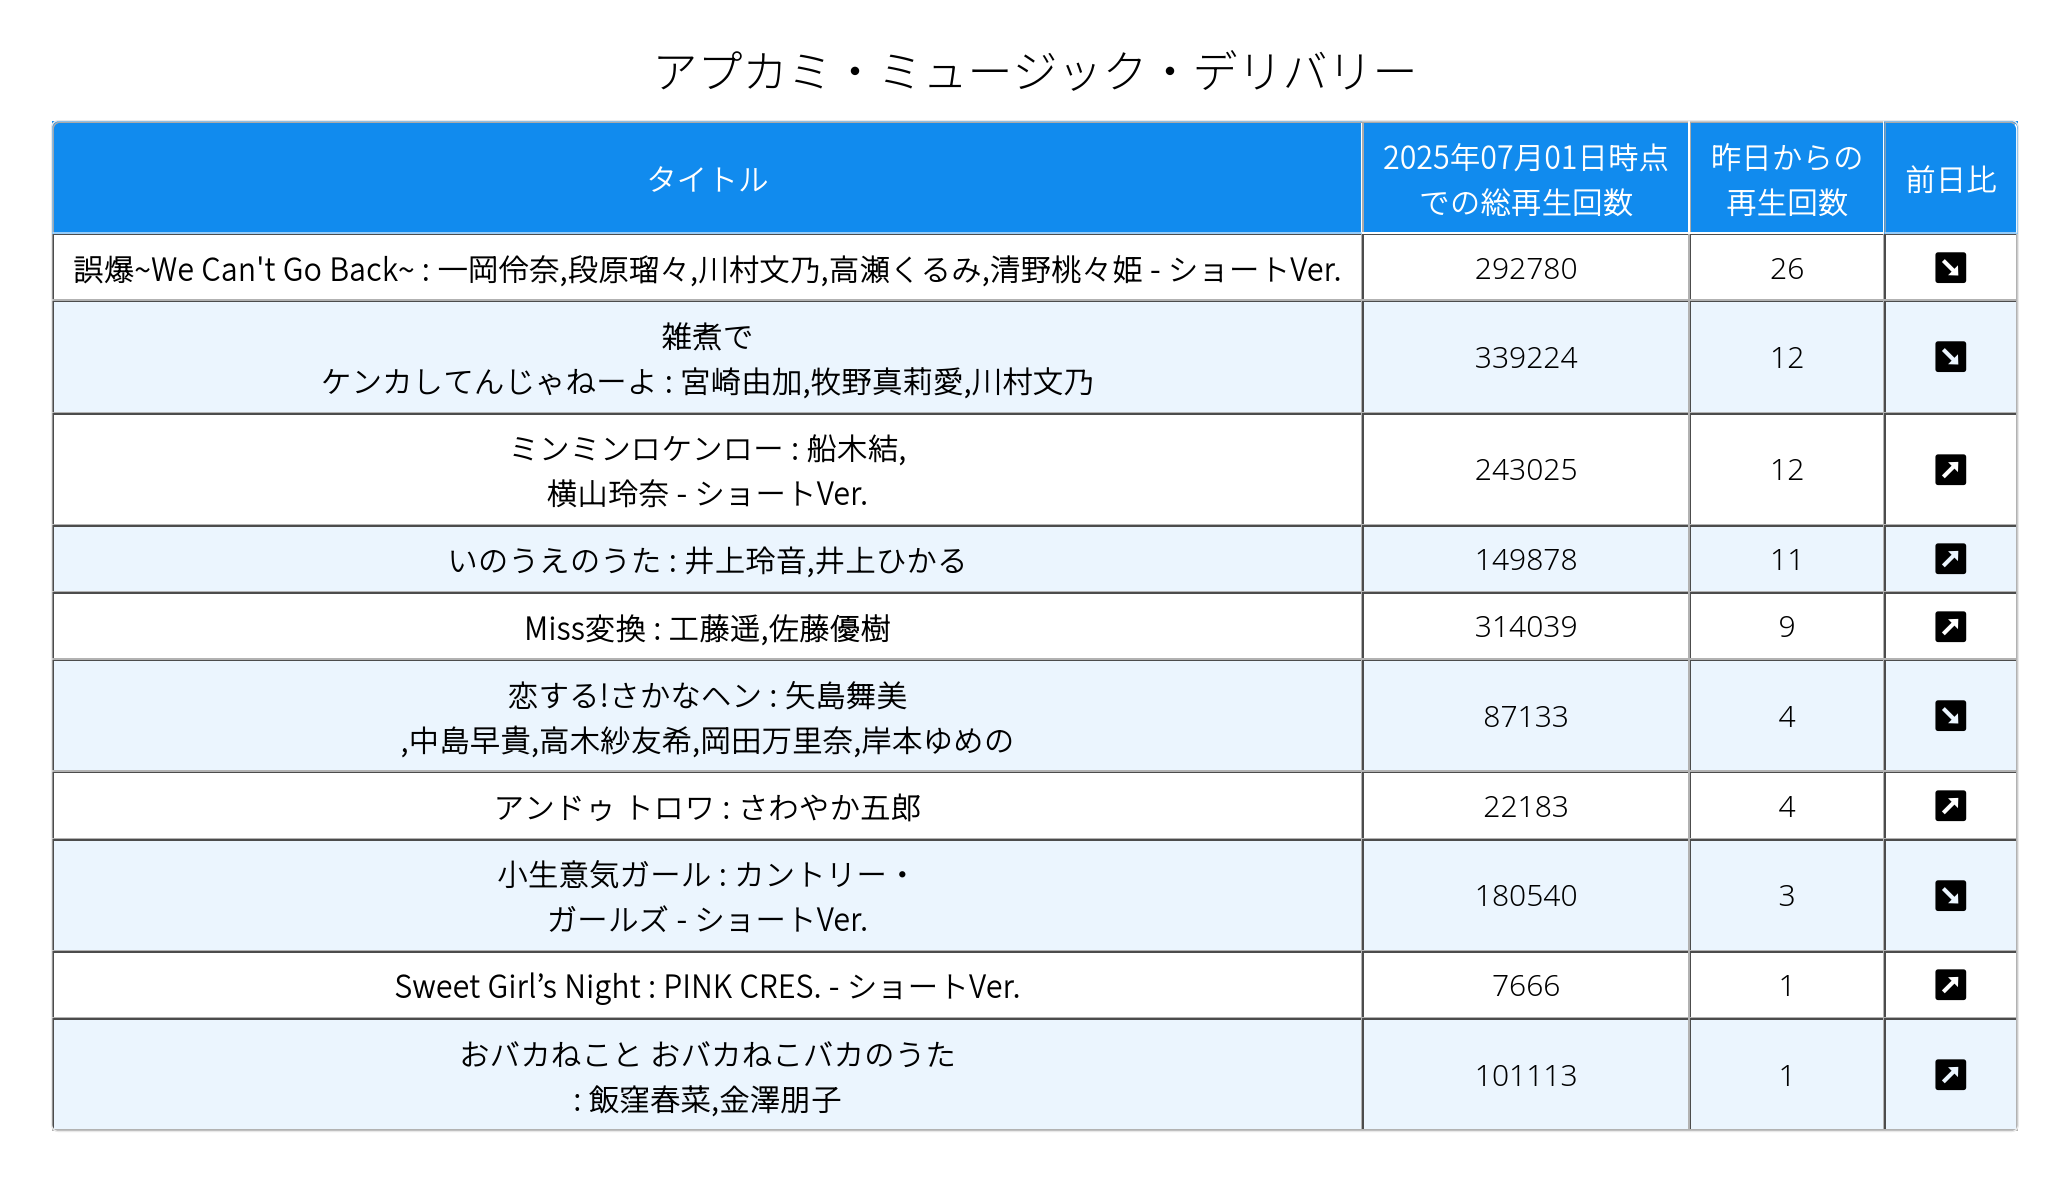 アプカミ・ミュージック・デリバリー
タイトル
2025年07月01日時点
での総再生回数
昨日からの
再生回数
前日比
誤爆~We Can't Go Back~ : 一岡伶奈,段原瑠々,川村文乃,高瀬くるみ,清野桃々姫 - ショートVer.
292780
26
雑煮で
ケンカしてんじゃねーよ : 宮崎由加,牧野真莉愛,川村文乃
339224
12
ミンミンロケンロー : 船木結,
横山玲奈 - ショートVer.
243025
12
いのうえのうた : 井上玲音,井上ひかる
149878
11
Miss変換 : 工藤遥,佐藤優樹
314039
9
恋する!さかなヘン : 矢島舞美
,中島早貴,高木紗友希,岡田万里奈,岸本ゆめの
87133
4
アンドゥ トロワ : さわやか五郎
22183
4
小生意気ガール : カントリー・
ガールズ - ショートVer.
180540
3
Sweet Girl’s Night : PINK CRES. - ショートVer.
7666
1
おバカねこと おバカねこバカのうた
: 飯窪春菜,金澤朋子
101113
1